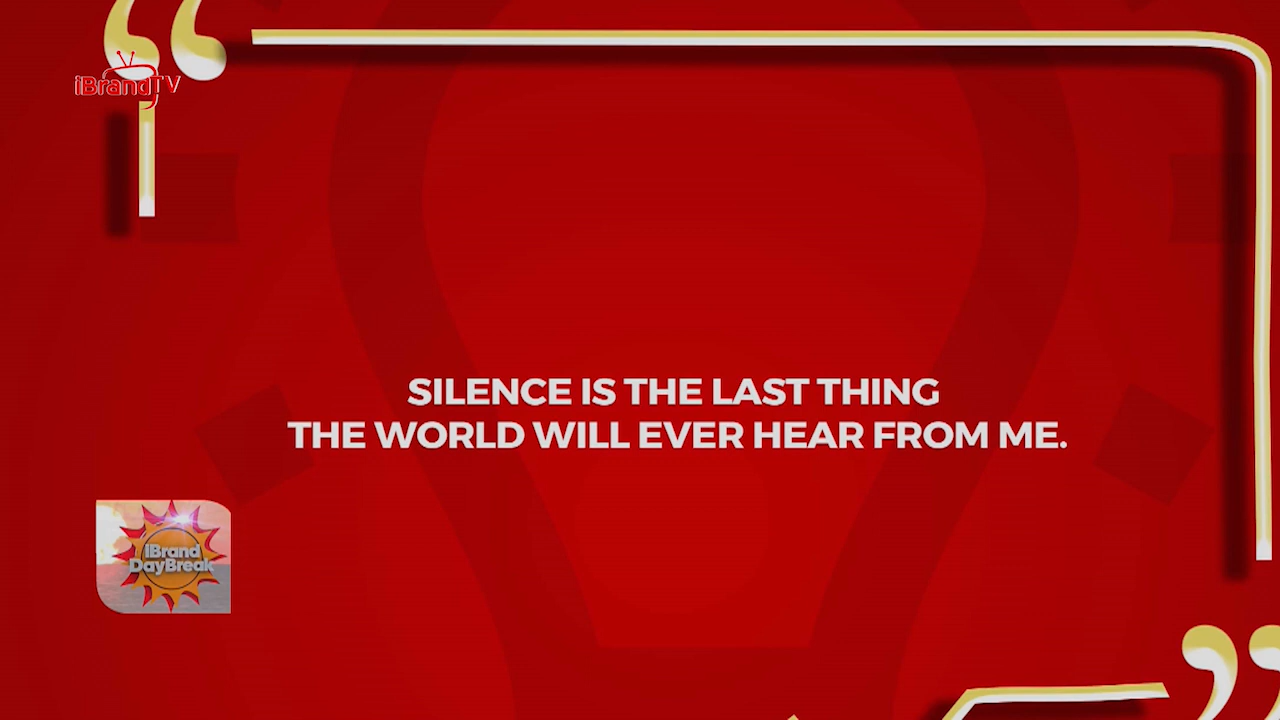 iBrandTV
SILENCE IS THE LAST THING
THE WORLD WILL EVER HEAR FROM ME.
iBrand
DayBreak